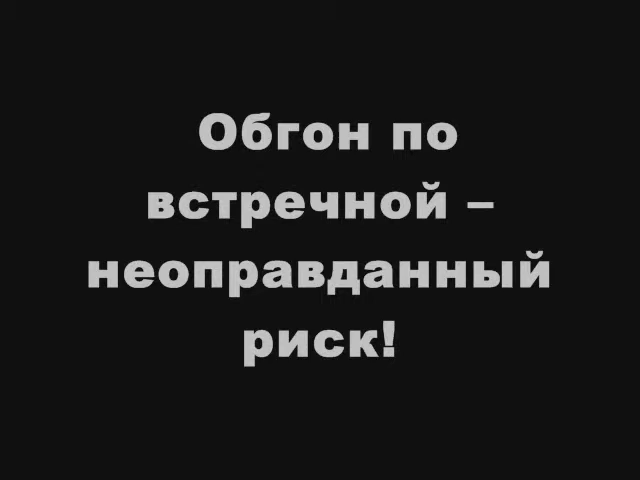 Обгон по
встречной –
неоправданный
риск!